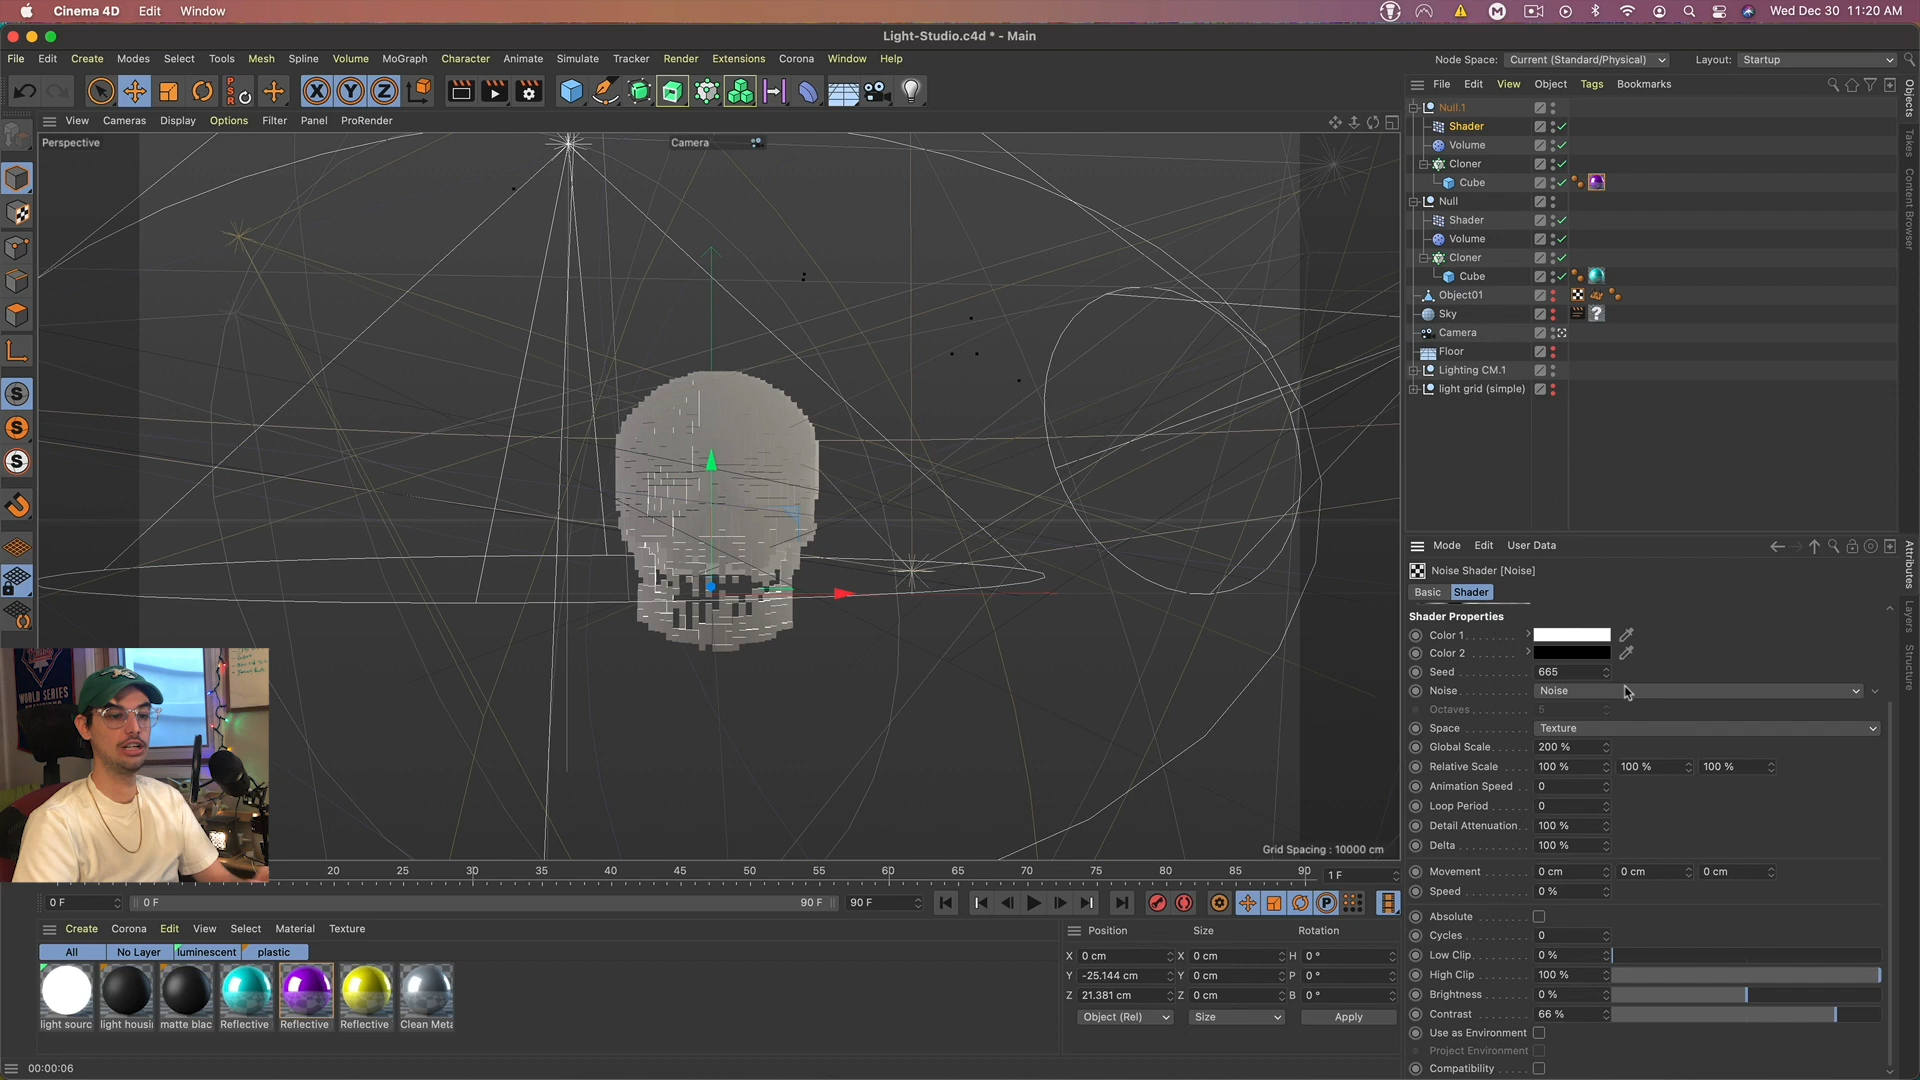 Cinema 4D Edit Window Wed Dec 30 11:20 AM
Light-Studio.c4d * - Main
File Edit Create Modes Select Tools Mesh Spline Volume MoGraph Character Animate Simulate Tracker Render Extensions Corona Window Help Node Space: Current (Standard/Physical) Layout: Startup
View Cameras Display Options Filter Panel ProRender
File Edit View Object Tags Bookmarks
Perspective
Camera
Null.1
Shader
Volume
Cloner
Cube
Null
Shader
Volume
Cloner
Cube
Object01
Sky
Camera
Floor
Lighting CM.1
light grid (simple)
Objects
Takes
Content Browser
Mode Edit User Data
Noise Shader [Noise]
Basic Shader
Attributes
Layers
Structure
Shader Properties
Color 1
Color 2
Seed 665
Noise Noise
Octaves 5
Space Texture
Global Scale 200 %
Relative Scale 100 % 100 % 100 %
Animation Speed 0
Loop Period 0
Detail Attenuation 100 %
Delta 100 %
Movement 0 cm 0 cm 0 cm
Speed 0 %
Absolute
Cycles 0
Low Clip 0 %
High Clip 100 %
Brightness 0 %
Contrast 66 %
Use as Environment
Project Environment
Compatibility
Grid Spacing : 10000 cm
WORLD SERIES
20 25 30 35 40 45 50 55 60 65 70 75 80 85 90 1 F
0 F 0 F 90 F 90 F
Create Corona Edit View Select Material Texture
All No Layer luminescent plastic
light sourc light housi matte blac Reflective Reflective Reflective Clean Meta
Position Size Rotation
X 0 cm X 0 cm H 0 °
Y -25.144 cm Y 0 cm P 0 °
Z 21.381 cm Z 0 cm B 0 °
Object (Rel) Size Apply
00:00:06